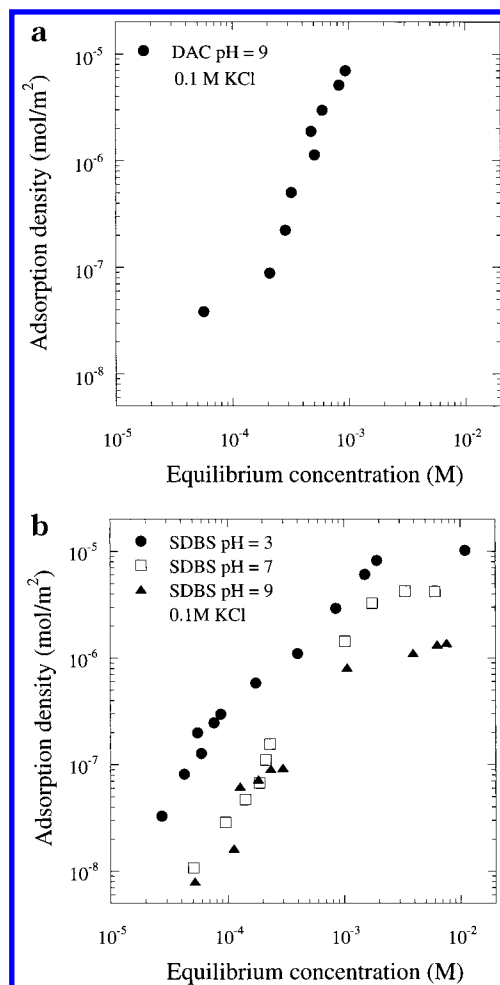 a
DAC pH = 9
0.1 M KCl
Adsorption density (mol/m²)
10⁻⁵
10⁻⁶
10⁻⁷
10⁻⁸
10⁻⁵ 10⁻⁴ 10⁻³ 10⁻²
Equilibrium concentration (M)
b
SDBS pH = 3
SDBS pH = 7
SDBS pH = 9
0.1M KCl
Adsorption density (mol/m²)
10⁻⁵
10⁻⁶
10⁻⁷
10⁻⁸
10⁻⁵ 10⁻⁴ 10⁻³ 10⁻²
Equilibrium concentration (M)